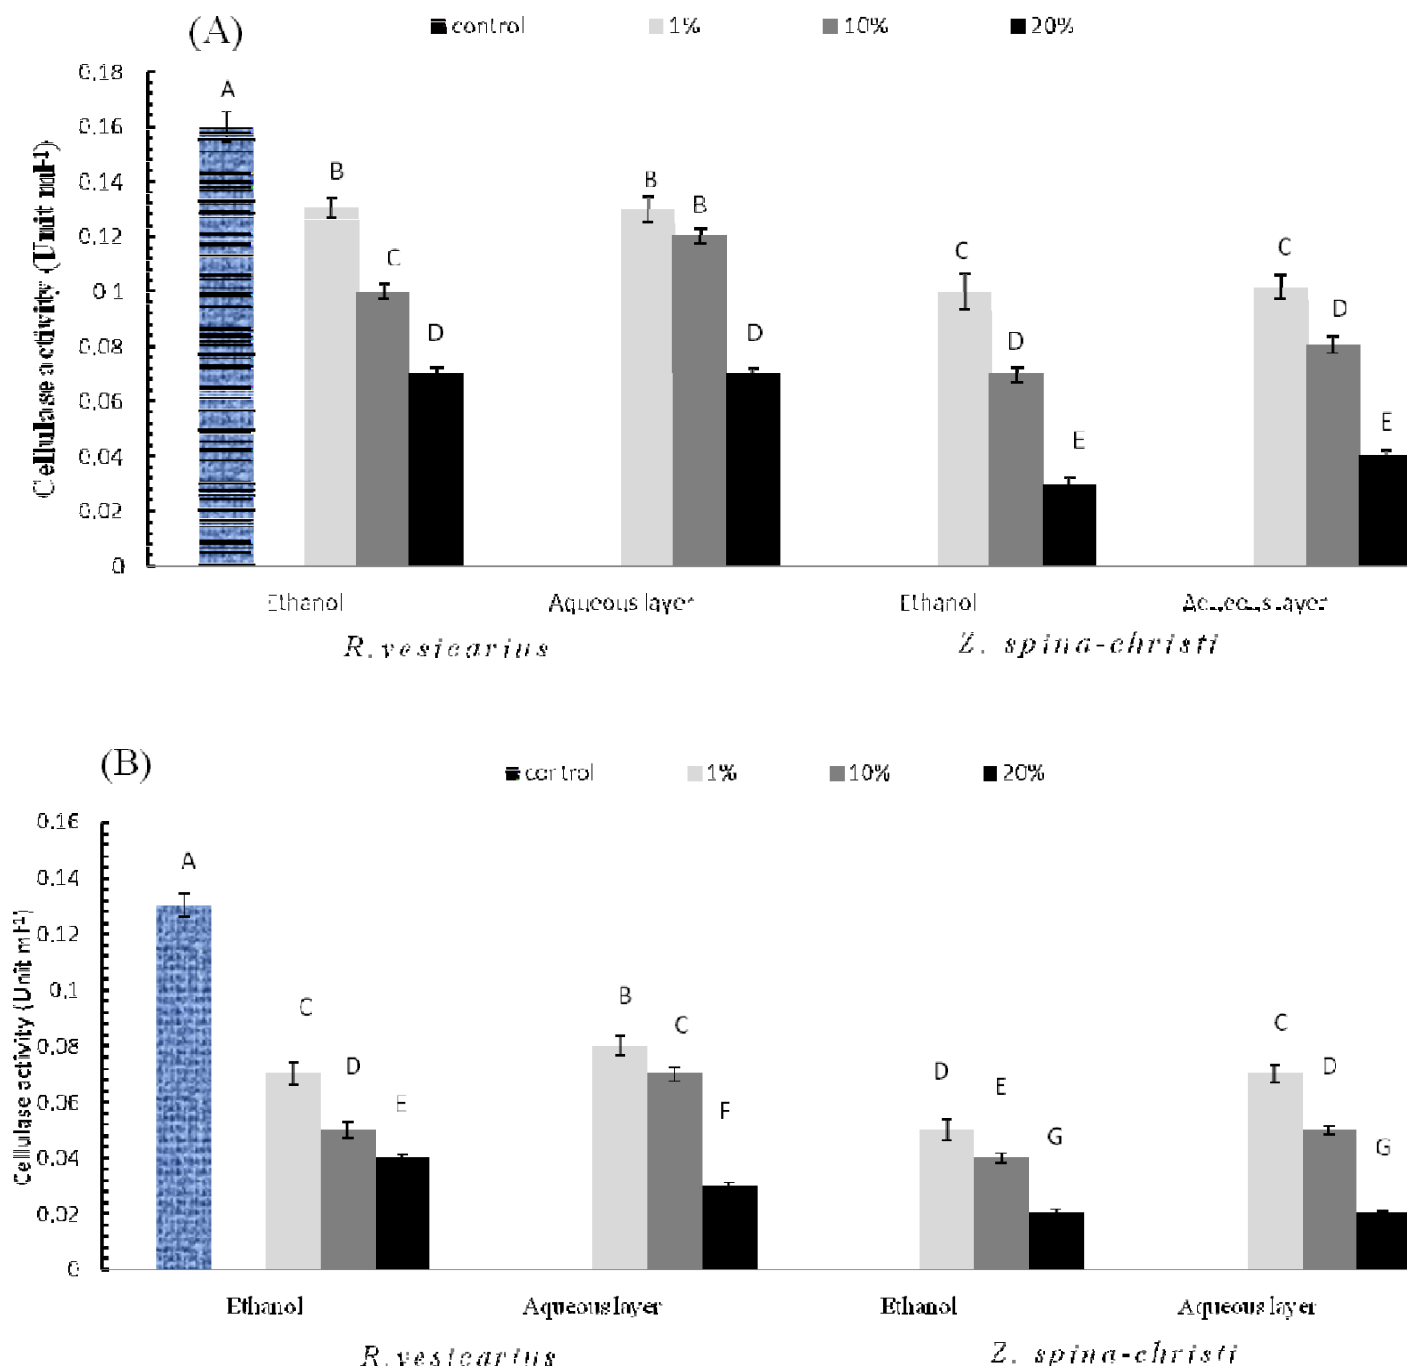 (A)
control 1% 10% 20%
Cellulase activity (Unit ml-1)
0.18
0.16
0.14
0.12
0.1
0.08
0.06
0.04
0.02
0
A
B
C
D
B
B
D
C
D
E
C
D
E
Ethanol Aqueous layer Ethanol Aqueous layer
R. vesicarius Z. spina-christi
(B)
control 1% 10% 20%
Celllulase activity (Unit ml-1)
0.16
0.14
0.12
0.1
0.08
0.06
0.04
0.02
0
A
C
D
E
B
C
F
D
E
G
C
D
G
Ethanol Aqueous layer Ethanol Aqueous layer
R. vesicarius Z. spina-christi